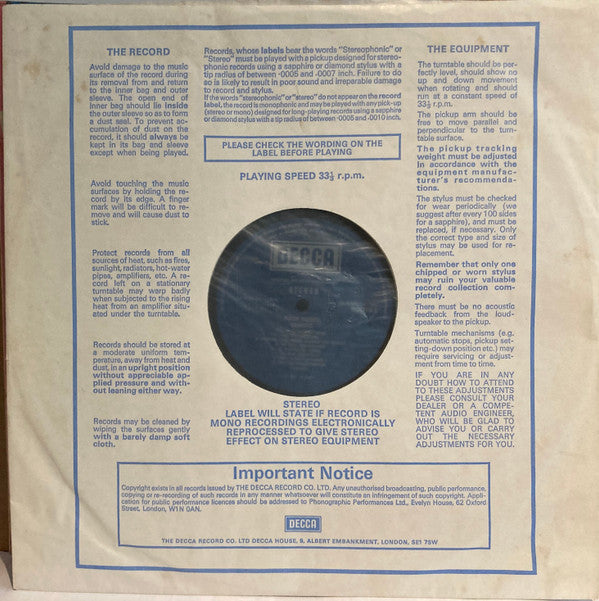 THE RECORD
Avoid damage to the music
surface of the record during
its removal from and return
to the inner bag and outer
sleeve. The open end of
inner bag should lie inside
the outer sleeve so as to form
a dust seal. To prevent ac-
cumulation of dust on the
record, it should always be
kept in its bag and sleeve
except when being played.
Avoid touching the music
surfaces by holding the re-
cord by its edges. A finger
mark will be difficult to re-
move and will cause dust to
stick.
Protect records from all
sources of heat, such as fires,
sunlight, radiators, hot-water
pipes, amplifiers, etc. A re-
cord left on a stationary
turntable may warp badly
when subjected to the rising
heat from an amplifier situ-
ated under the turntable.
Records should be stored at
a moderate uniform tem-
perature, away from heat and
dust, in an upright position
without appreciable ap-
plied pressure and with-
out leaning either way.
Records may be cleaned by
wiping the surfaces gently
with a barely damp soft
cloth.
Records, whose labels bear the words "Stereophonic" or
"Stereo" must be played with a pickup designed for stereo-
phonic records using a sapphire or diamond stylus with a
tip radius of between ·0005 and ·0007 inch. Failure to do
so is likely to result in poor sound and irreparable damage
to record and stylus.
If the words "stereophonic" or "stereo" do not appear on the record
label, the record is monophonic and may be played with any pick-up
(stereo or mono) designed for long-playing records using a sapphire
or diamond stylus with a tip radius of between ·0005 and ·0010 inch.
PLEASE CHECK THE WORDING ON THE
LABEL BEFORE PLAYING
PLAYING SPEED 33⅓ r.p.m.
DECCA
STEREO
LABEL WILL STATE IF RECORD IS
MONO RECORDINGS ELECTRONICALLY
REPROCESSED TO GIVE STEREO
EFFECT ON STEREO EQUIPMENT
THE EQUIPMENT
The turntable should be per-
fectly level, should show no
up and down movement
when rotating and should
run at a constant speed of
33⅓ r.p.m.
The pickup arm should be
free to move parallel and
perpendicular to the turn-
table surface.
The pickup tracking
weight must be adjusted
in accordance with the
equipment manufac-
turer's recommenda-
tions.
The stylus must be checked
for wear periodically (we
suggest after every 100 sides
for a sapphire), and must be
replaced, if necessary. Only
the correct type and size of
stylus may be used for re-
placement.
Remember that only one
chipped or worn stylus
may ruin your valuable
record collection com-
pletely.
There must be no acoustic
feedback from the loud-
speaker to the pickup.
Turntable mechanisms (e.g.
automatic stops, pickup set-
ting-down position etc.) may
require servicing or adjust-
ment from time to time.
IF YOU ARE IN ANY
DOUBT HOW TO ATTEND
TO THESE ADJUSTMENTS
PLEASE CONSULT YOUR
DEALER OR A COMPE-
TENT AUDIO ENGINEER,
WHO WILL BE GLAD TO
ADVISE YOU OR CARRY
OUT THE NECESSARY
ADJUSTMENTS FOR YOU.
Important Notice
Copyright exists in all records issued by THE DECCA RECORD CO. LTD. Any unauthorised broadcasting, public performance,
copying or re-recording of such records in any manner whatsoever will constitute an infringement of such copyright. Appli-
cation for public performance licences should be addressed to Phonographic Performances Ltd., Evelyn House, 62 Oxford
Street, London, W1N 0AN.
DECCA
THE DECCA RECORD CO. LTD DECCA HOUSE, 9, ALBERT EMBANKMENT, LONDON, SE1 7SW